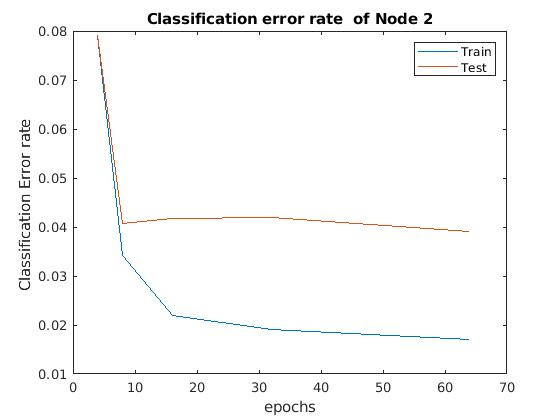 Classification error rate  of Node 2
Train
Test
0.08
0.07
0.06
0.05
0.04
0.03
0.02
0.01
Classification Error rate
0 10 20 30 40 50 60 70
epochs